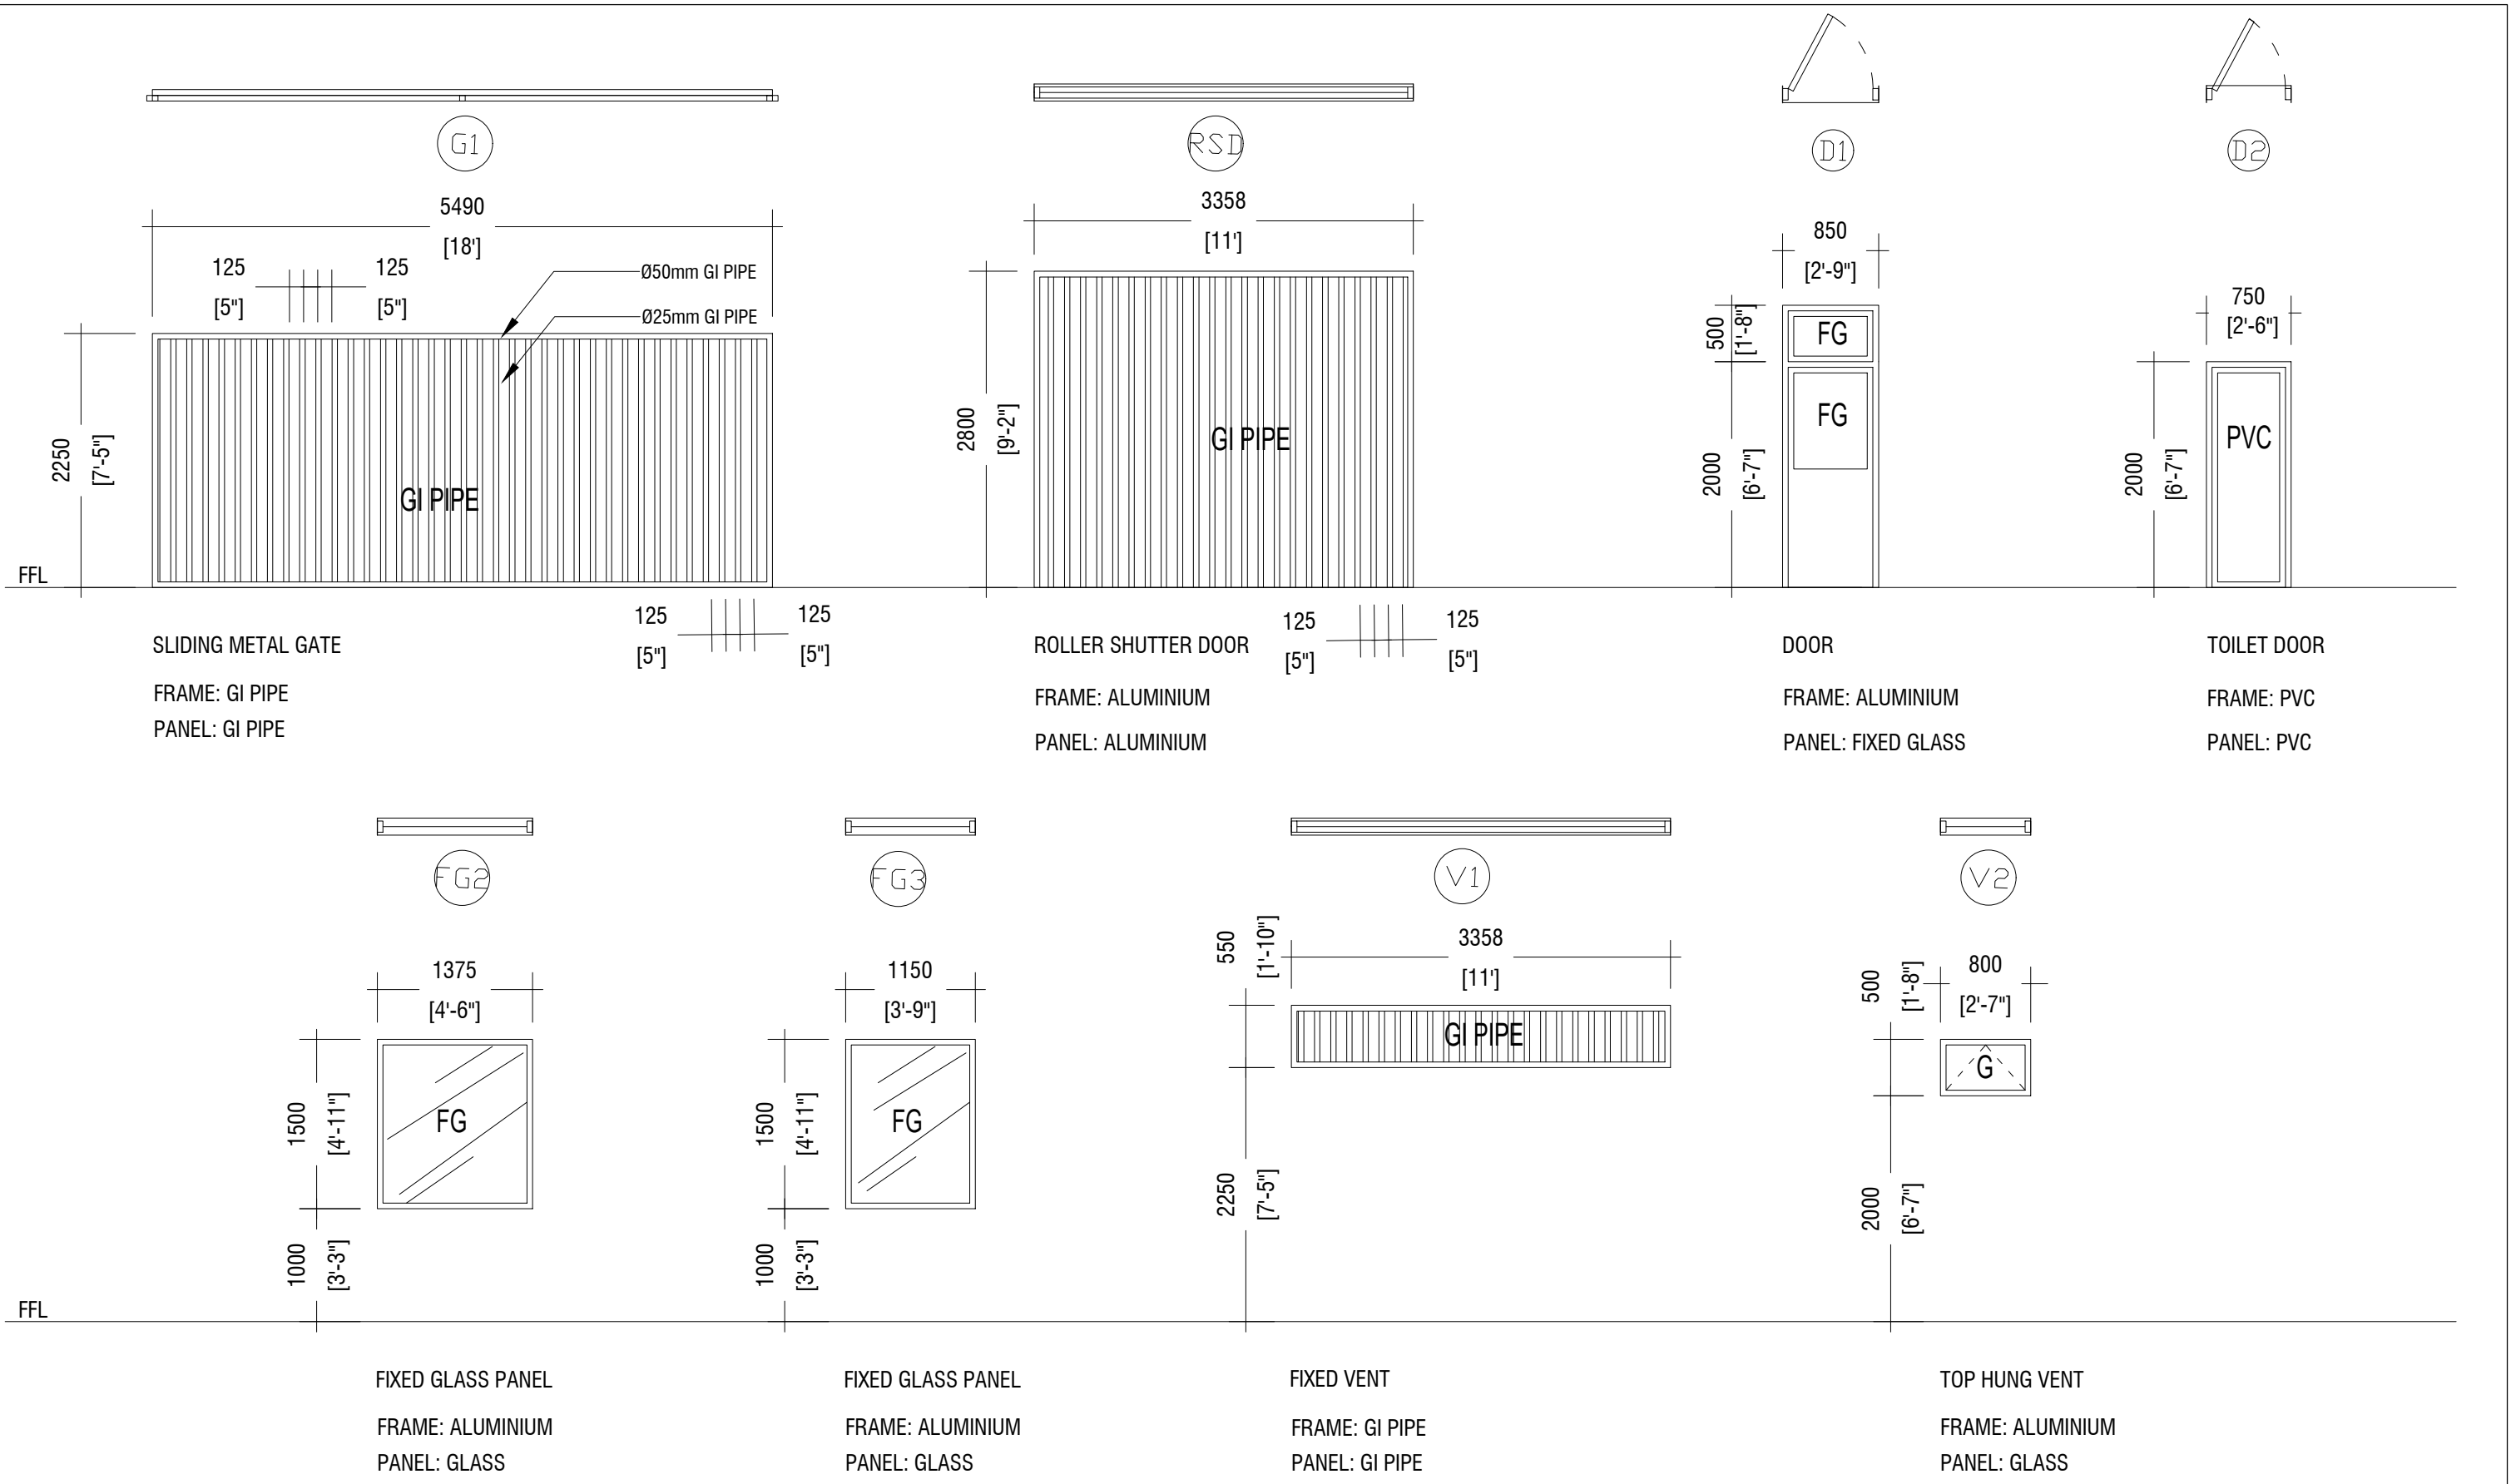 G1
5490
[18']
125
[5"]
125
[5"]
Ø50mm GI PIPE
Ø25mm GI PIPE
2250
[7'-5"]
GI PIPE
FFL
125
[5"]
125
[5"]
SLIDING METAL GATE
FRAME: GI PIPE
PANEL: GI PIPE
RSD
3358
[11']
2800
[9'-2"]
GI PIPE
125
[5"]
125
[5"]
ROLLER SHUTTER DOOR
FRAME: ALUMINIUM
PANEL: ALUMINIUM
D1
850
[2'-9"]
500
[1'-8"]
FG
FG
2000
[6'-7"]
DOOR
FRAME: ALUMINIUM
PANEL: FIXED GLASS
D2
750
[2'-6"]
2000
[6'-7"]
PVC
TOILET DOOR
FRAME: PVC
PANEL: PVC
FG2
1375
[4'-6"]
1500
[4'-11"]
FG
1000
[3'-3"]
FFL
FIXED GLASS PANEL
FRAME: ALUMINIUM
PANEL: GLASS
FG3
1150
[3'-9"]
1500
[4'-11"]
FG
1000
[3'-3"]
FIXED GLASS PANEL
FRAME: ALUMINIUM
PANEL: GLASS
V1
550
[1'-10"]
3358
[11']
GI PIPE
2250
[7'-5"]
FIXED VENT
FRAME: GI PIPE
PANEL: GI PIPE
V2
500
[1'-8"]
800
[2'-7"]
G
2000
[6'-7"]
TOP HUNG VENT
FRAME: ALUMINIUM
PANEL: GLASS